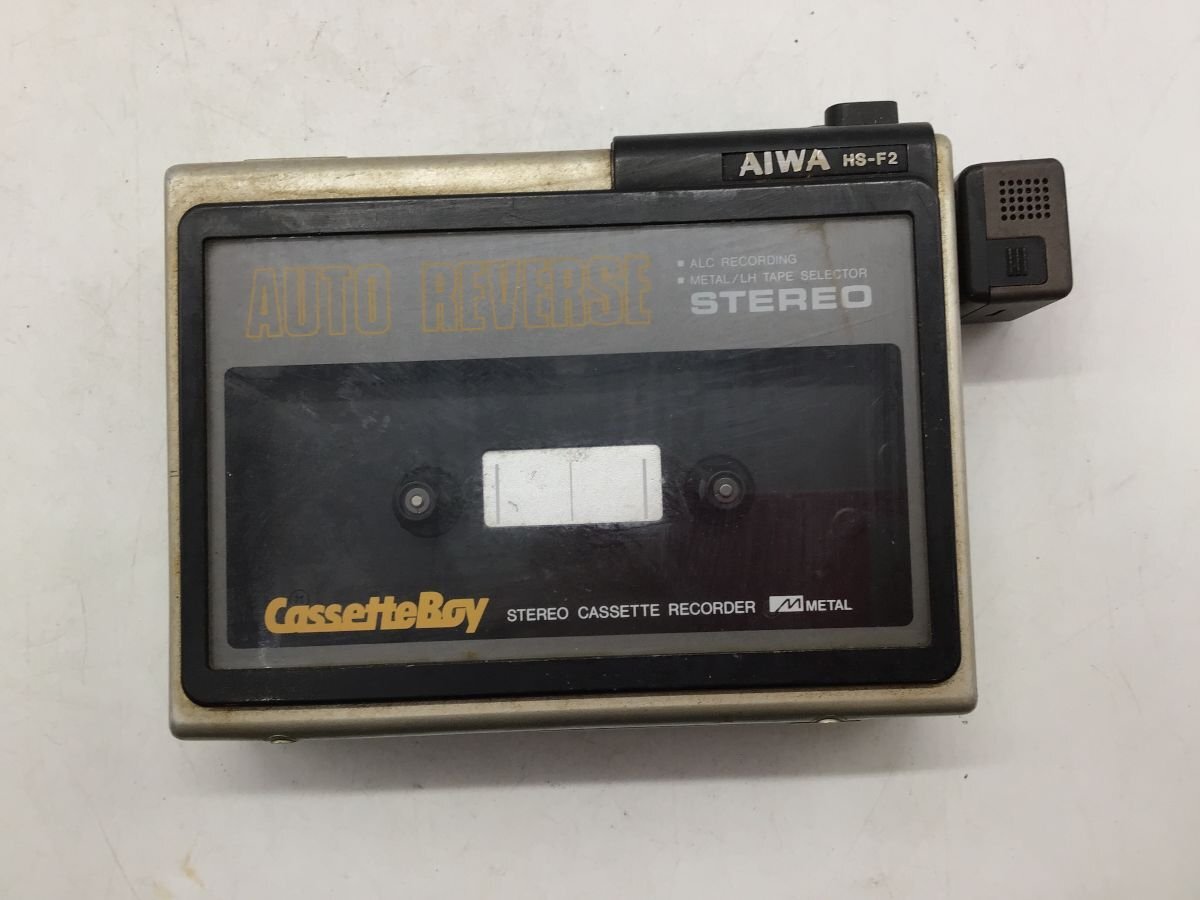 AIWA HS-F2
AUTO REVERSE
■ ALC RECORDING
■ METAL/LH TAPE SELECTOR
STEREO
CassetteBoy STEREO CASSETTE RECORDER METAL